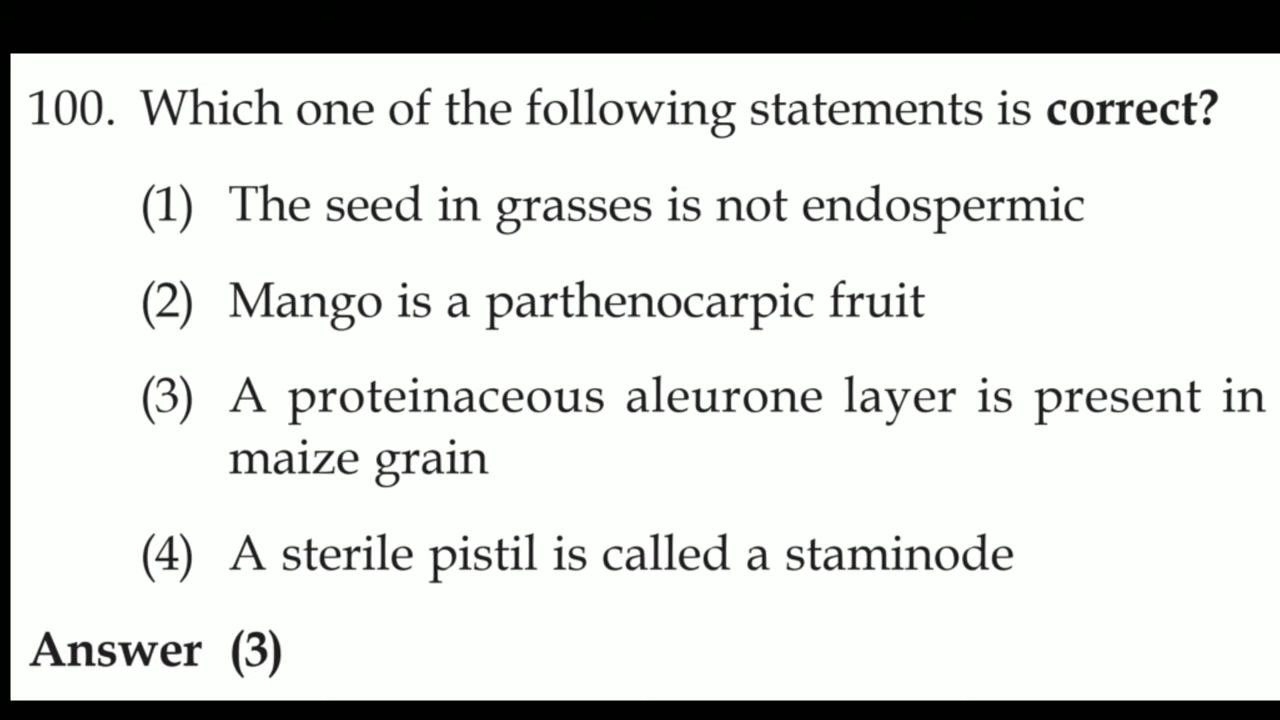 100. Which one of the following statements is correct?
(1) The seed in grasses is not endospermic
(2) Mango is a parthenocarpic fruit
(3) A proteinaceous aleurone layer is present in
maize grain
(4) A sterile pistil is called a staminode
Answer (3)